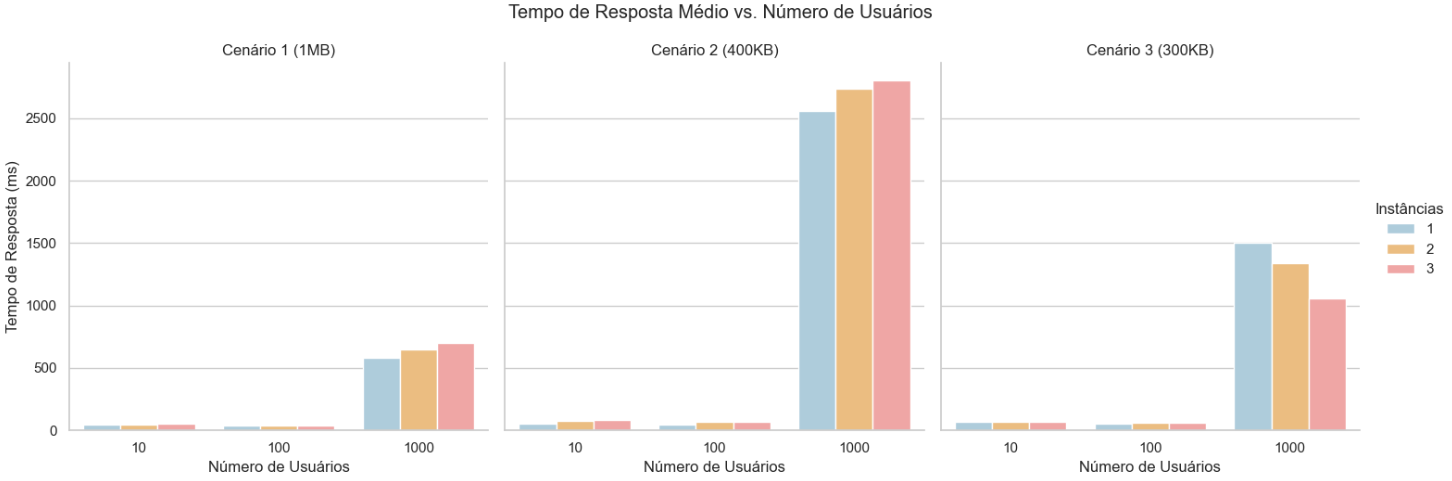 Tempo de Resposta Médio vs. Número de Usuários
Cenário 1 (1MB)
Cenário 2 (400KB)
Cenário 3 (300KB)
Tempo de Resposta (ms)
2500
2000
1500
1000
500
0
10 100 1000
10 100 1000
10 100 1000
Número de Usuários
Número de Usuários
Número de Usuários
Instâncias
1
2
3